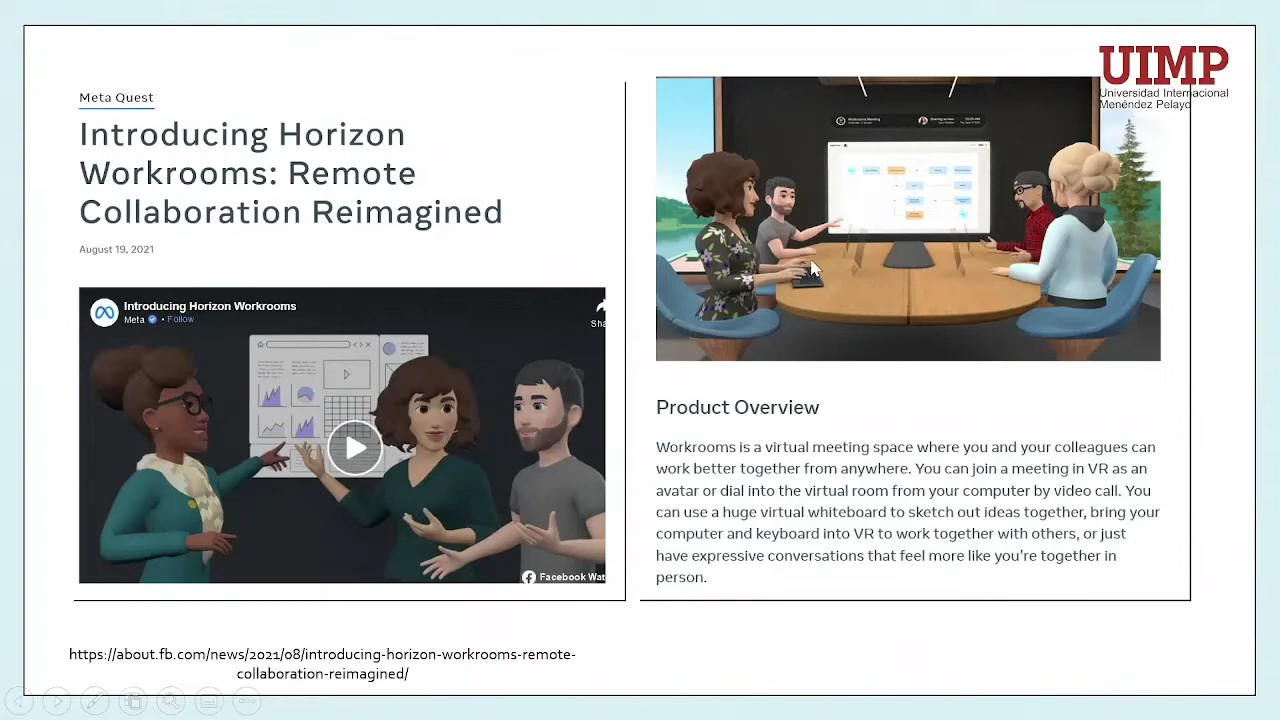 UIMP
Universidad Internacional
Menéndez Pelayo
Meta Quest
Introducing Horizon
Workrooms: Remote
Collaboration Reimagined
August 19, 2021
Introducing Horizon Workrooms
Meta • Follow
Sha
Facebook Wat
Product Overview
Workrooms is a virtual meeting space where you and your colleagues can
work better together from anywhere. You can join a meeting in VR as an
avatar or dial into the virtual room from your computer by video call. You
can use a huge virtual whiteboard to sketch out ideas together, bring your
computer and keyboard into VR to work together with others, or just
have expressive conversations that feel more like you’re together in
person.
https://about.fb.com/news/2021/08/introducing-horizon-workrooms-remote-
collaboration-reimagined/